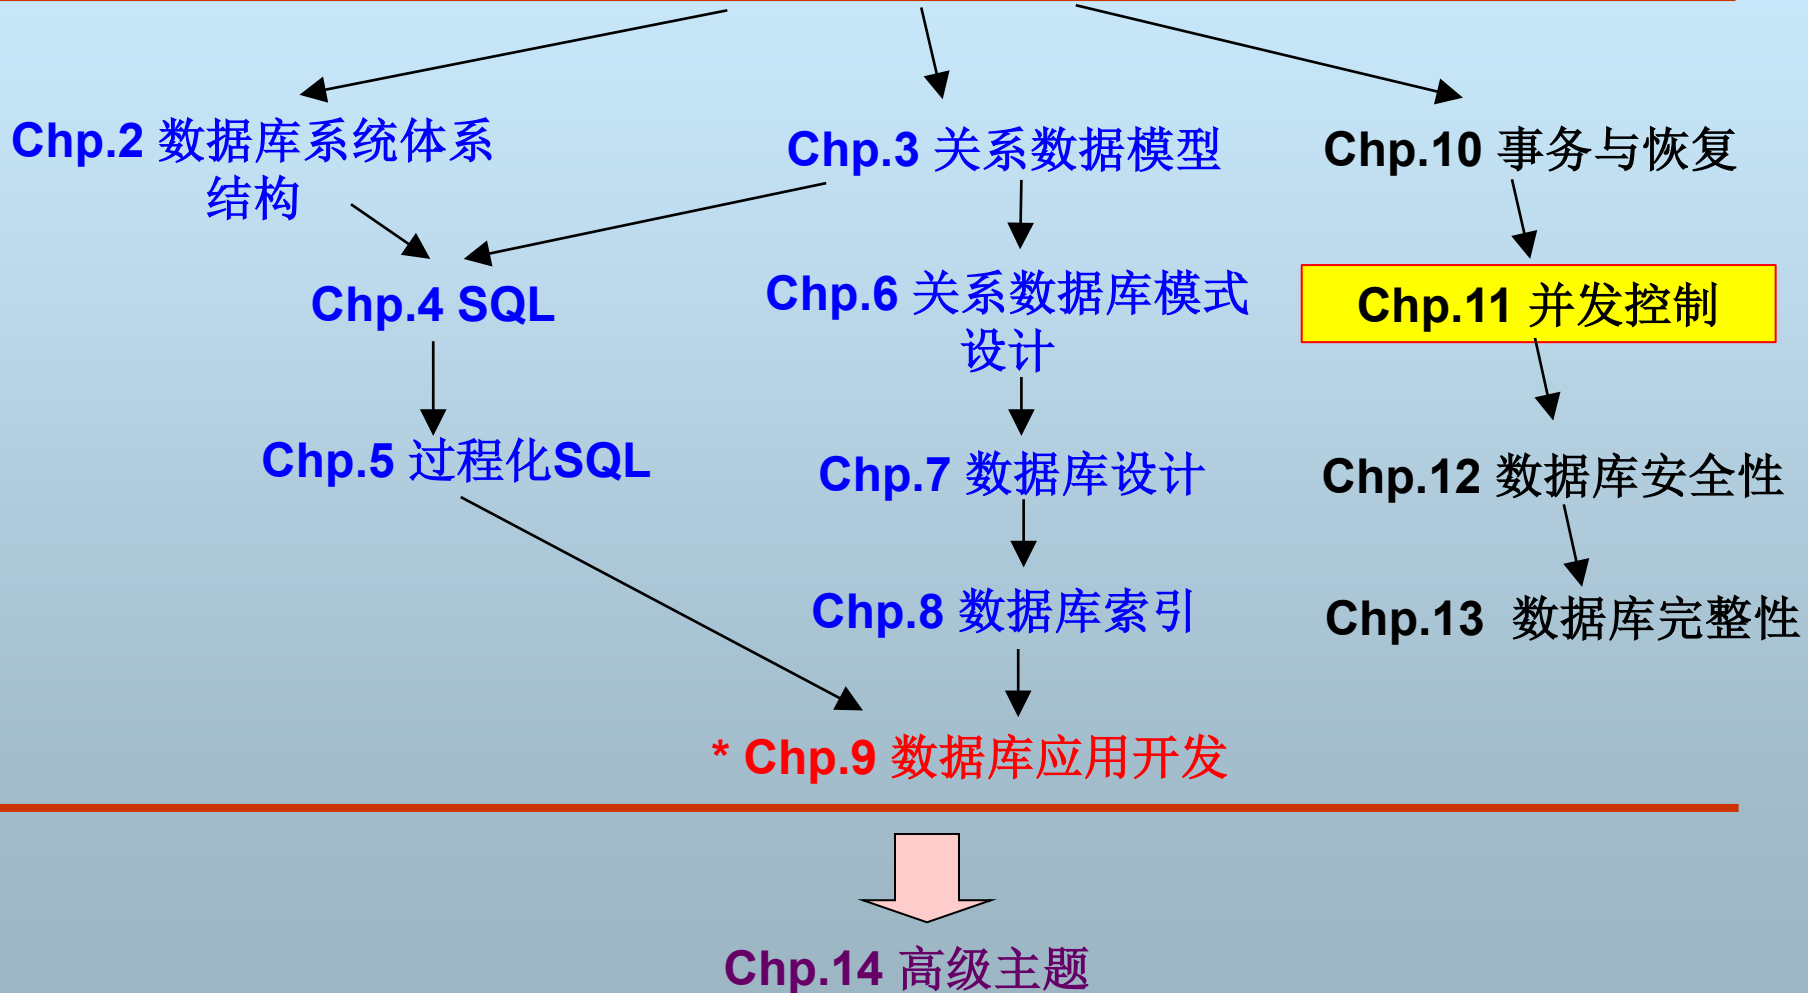 Chp.2 数据库系统体系
结构
Chp.3 关系数据模型
Chp.10 事务与恢复
Chp.4 SQL
Chp.6 关系数据库模式
设计
Chp.11 并发控制
Chp.5 过程化SQL
Chp.7 数据库设计
Chp.12 数据库安全性
Chp.8 数据库索引
Chp.13 数据库完整性
* Chp.9 数据库应用开发
Chp.14 高级主题